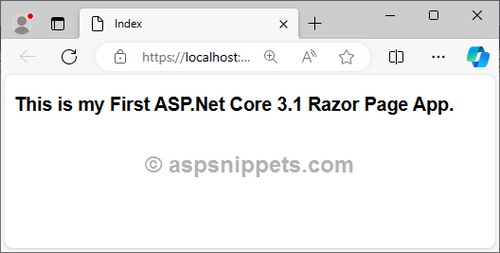 Index
https://localhost:...
This is my First ASP.Net Core 3.1 Razor Page App.
© aspsnippets.com